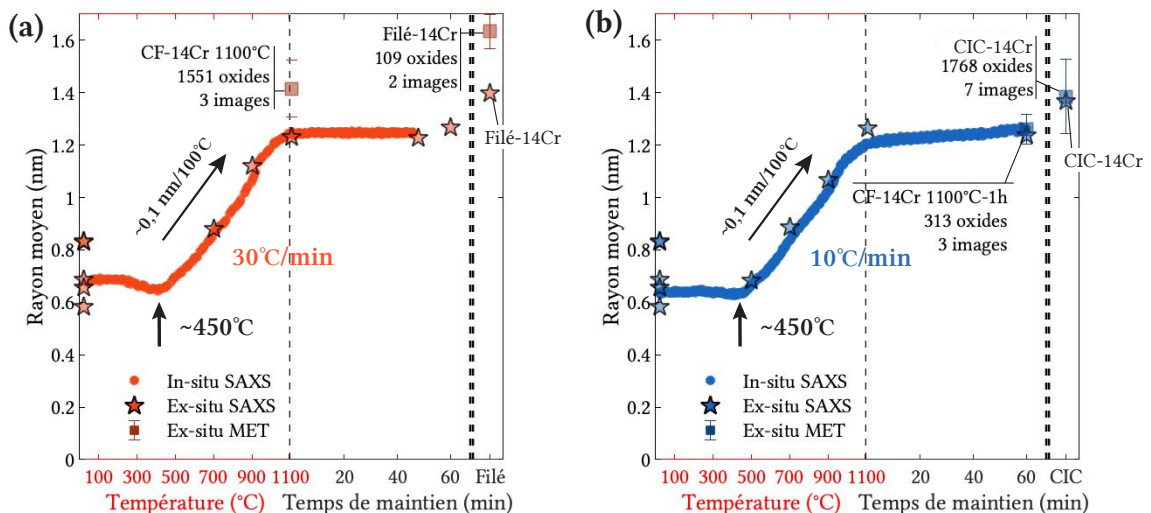 (a)
Rayon moyen (nm)
1.6
1.4
1.2
1
0.8
0.6
0.4
0.2
0
CF-14Cr 1100°C
1551 oxides
3 images
Filé-14Cr
109 oxides
2 images
Filé-14Cr
~0,1 nm/100°C
30°C/min
~450°C
In-situ SAXS
Ex-situ SAXS
Ex-situ MET
100 300 500 700 900 1100 20 40 60 Filé
Température (°C) Temps de maintien (min)
(b)
Rayon moyen (nm)
1.6
1.4
1.2
1
0.8
0.6
0.4
0.2
0
CIC-14Cr
1768 oxides
7 images
CIC-14Cr
~0,1 nm/100°C
CF-14Cr 1100°C-1h
313 oxides
3 images
10°C/min
~450°C
In-situ SAXS
Ex-situ SAXS
Ex-situ MET
100 300 500 700 900 1100 20 40 60 CIC
Température (°C) Temps de maintien (min)